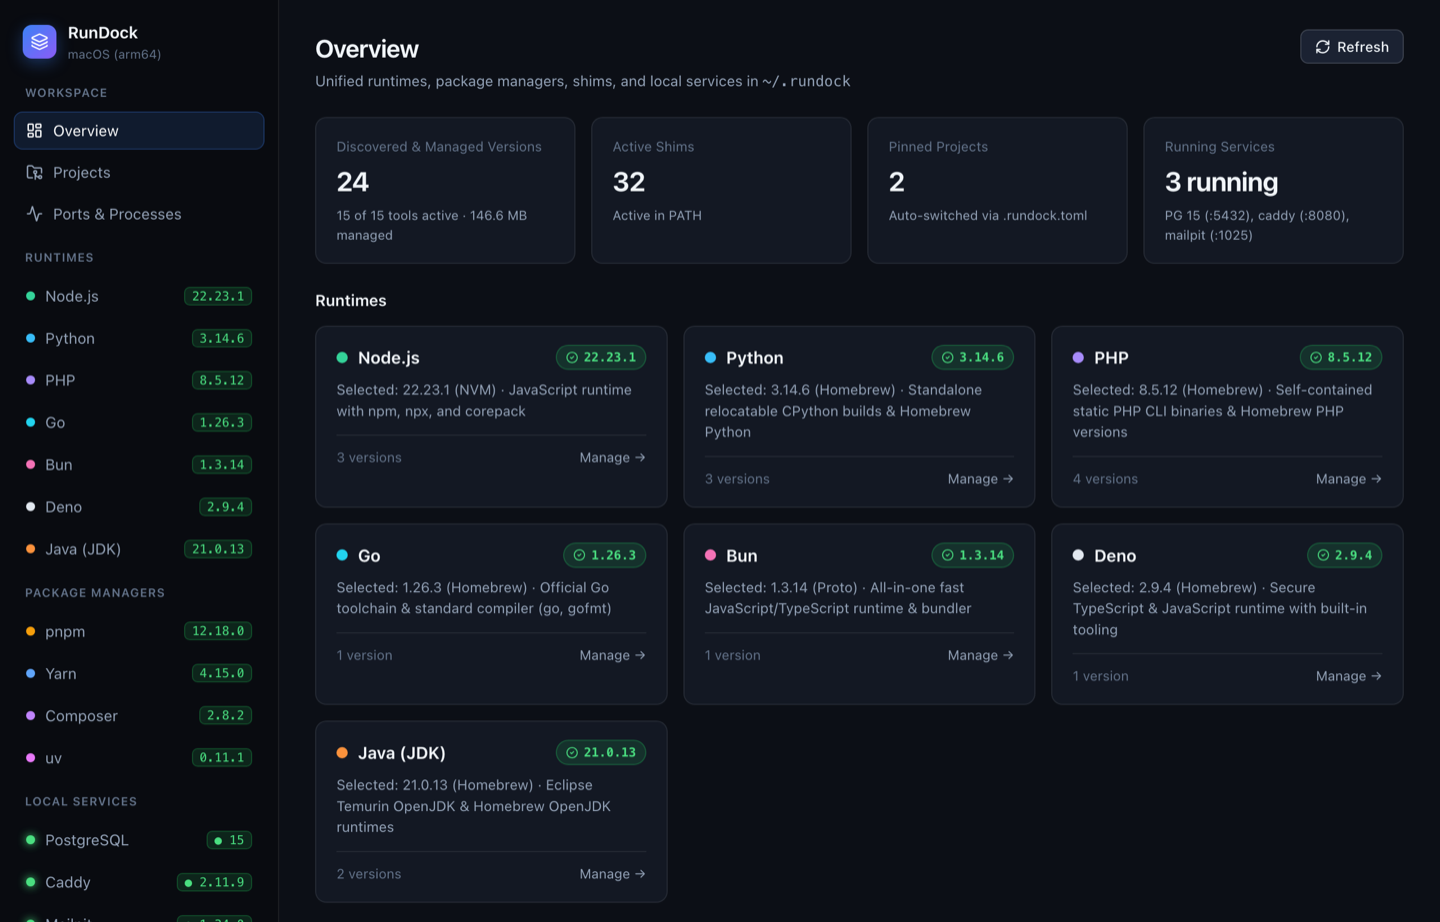 RunDock
macOS (arm64)
WORKSPACE
Overview
Projects
Ports & Processes
RUNTIMES
Node.js 22.23.1
Python 3.14.6
PHP 8.5.12
Go 1.26.3
Bun 1.3.14
Deno 2.9.4
Java (JDK) 21.0.13
PACKAGE MANAGERS
pnpm 12.18.0
Yarn 4.15.0
Composer 2.8.2
uv 0.11.1
LOCAL SERVICES
PostgreSQL 15
Caddy 2.11.9
Overview
Refresh
Unified runtimes, package managers, shims, and local services in ~/.rundock
Discovered & Managed Versions
24
15 of 15 tools active · 146.6 MB
managed
Active Shims
32
Active in PATH
Pinned Projects
2
Auto-switched via .rundock.toml
Running Services
3 running
PG 15 (:5432), caddy (:8080),
mailpit (:1025)
Runtimes
Node.js 22.23.1
Selected: 22.23.1 (NVM) · JavaScript runtime
with npm, npx, and corepack
3 versions Manage →
Python 3.14.6
Selected: 3.14.6 (Homebrew) · Standalone
relocatable CPython builds & Homebrew
Python
3 versions Manage →
PHP 8.5.12
Selected: 8.5.12 (Homebrew) · Self-contained
static PHP CLI binaries & Homebrew PHP
versions
4 versions Manage →
Go 1.26.3
Selected: 1.26.3 (Homebrew) · Official Go
toolchain & standard compiler (go, gofmt)
1 version Manage →
Bun 1.3.14
Selected: 1.3.14 (Proto) · All-in-one fast
JavaScript/TypeScript runtime & bundler
1 version Manage →
Deno 2.9.4
Selected: 2.9.4 (Homebrew) · Secure
TypeScript & JavaScript runtime with built-in
tooling
1 version Manage →
Java (JDK) 21.0.13
Selected: 21.0.13 (Homebrew) · Eclipse
Temurin OpenJDK & Homebrew OpenJDK
runtimes
2 versions Manage →